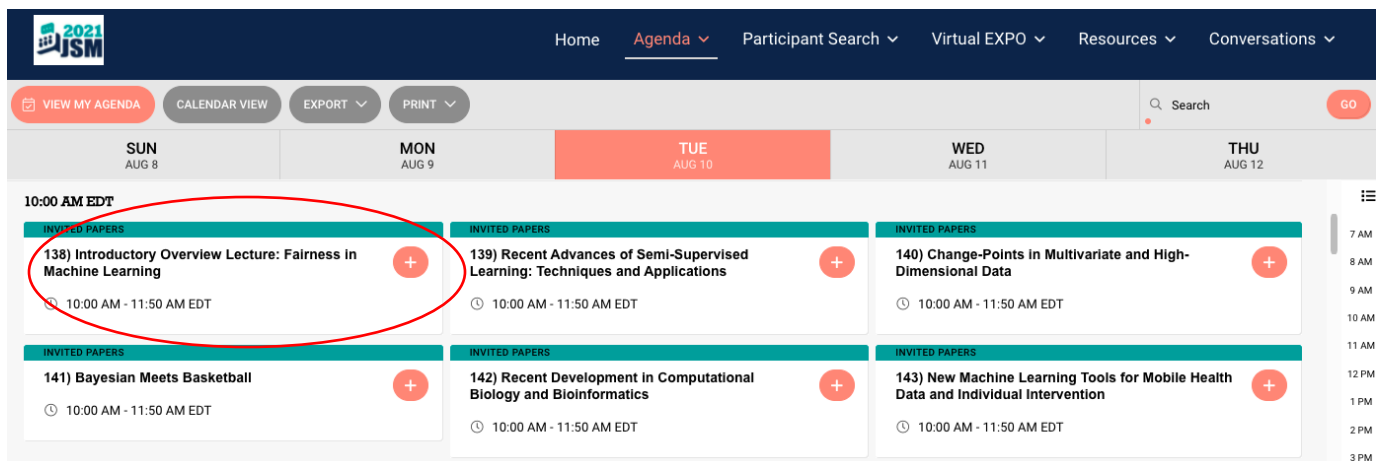 2021
JSM
Home Agenda Participant Search Virtual EXPO Resources Conversations
VIEW MY AGENDA CALENDAR VIEW EXPORT PRINT Search GO
SUN MON TUE WED THU
AUG 8 AUG 9 AUG 10 AUG 11 AUG 12
10:00 AM EDT
INVITED PAPERS
138) Introductory Overview Lecture: Fairness in
Machine Learning
10:00 AM - 11:50 AM EDT
INVITED PAPERS
139) Recent Advances of Semi-Supervised
Learning: Techniques and Applications
10:00 AM - 11:50 AM EDT
INVITED PAPERS
140) Change-Points in Multivariate and High-
Dimensional Data
10:00 AM - 11:50 AM EDT
INVITED PAPERS
141) Bayesian Meets Basketball
10:00 AM - 11:50 AM EDT
INVITED PAPERS
142) Recent Development in Computational
Biology and Bioinformatics
10:00 AM - 11:50 AM EDT
INVITED PAPERS
143) New Machine Learning Tools for Mobile Health
Data and Individual Intervention
10:00 AM - 11:50 AM EDT
7 AM
8 AM
9 AM
10 AM
11 AM
12 PM
1 PM
2 PM
3 PM